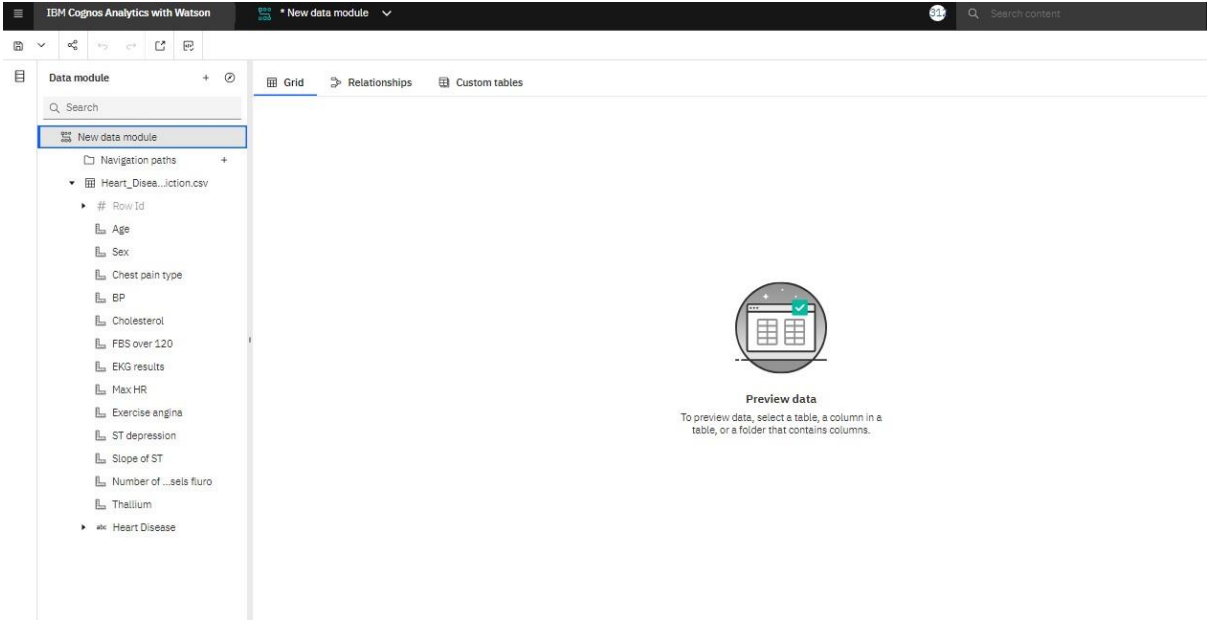 IBM Cognos Analytics with Watson
* New data module
Search content
Data module
Grid
Relationships
Custom tables
Search
New data module
Navigation paths
Heart_Disea...iction.csv
# Row Id
Age
Sex
Chest pain type
BP
Cholesterol
FBS over 120
EKG results
Max HR
Exercise angina
ST depression
Slope of ST
Number of ...sels fluro
Thallium
abc Heart Disease
Preview data
To preview data, select a table, a column in a
table, or a folder that contains columns.